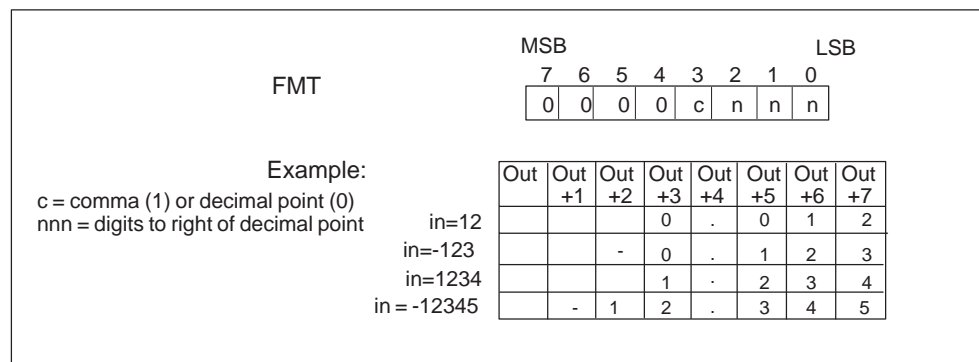 MSB LSB
7 6 5 4 3 2 1 0
FMT
0 0 0 0 c n n n
Example:
c = comma (1) or decimal point (0)
nnn = digits to right of decimal point
Out Out Out Out Out Out Out Out
+1 +2 +3 +4 +5 +6 +7
in=12 0 . 0 1 2
in=-123 - 0 . 1 2 3
in=1234 1 . 2 3 4
in = -12345 - 1 2 . 3 4 5